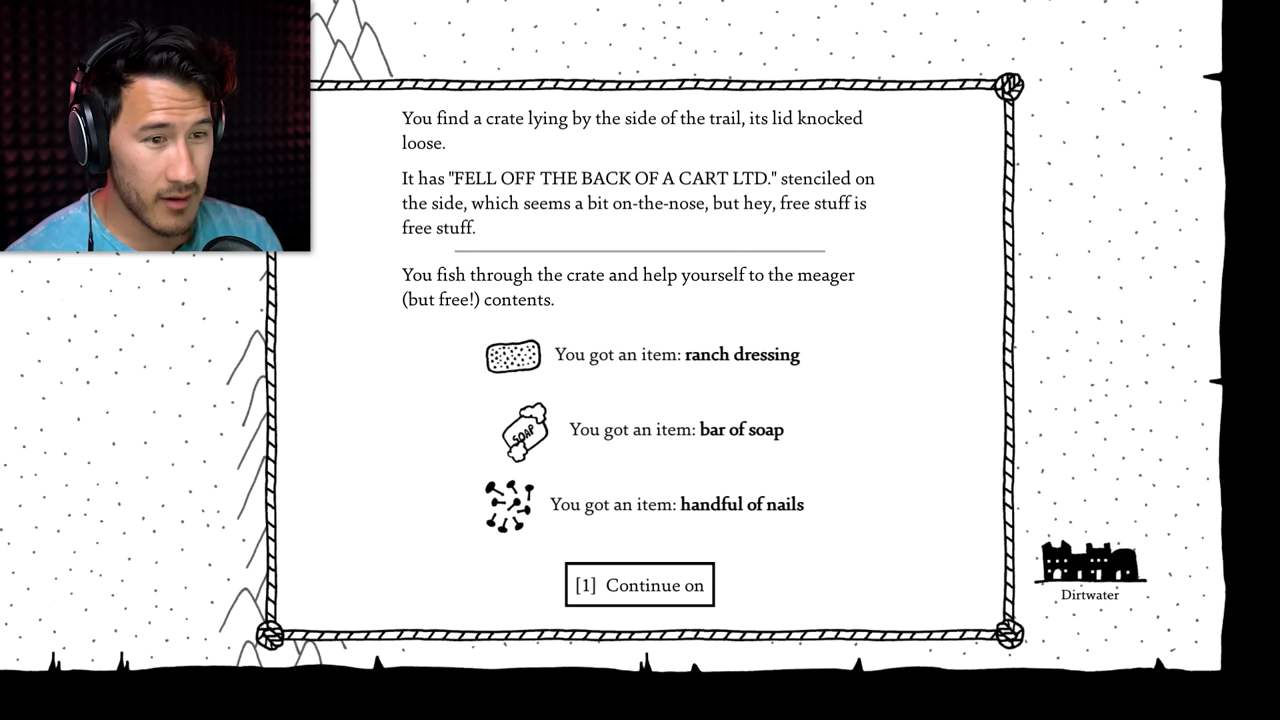 You find a crate lying by the side of the trail, its lid knocked
loose.
It has "FELL OFF THE BACK OF A CART LTD." stenciled on
the side, which seems a bit on-the-nose, but hey, free stuff is
free stuff.
You fish through the crate and help yourself to the meager
(but free!) contents.
You got an item: ranch dressing
SOAP
You got an item: bar of soap
You got an item: handful of nails
[1] Continue on
Dirtwater